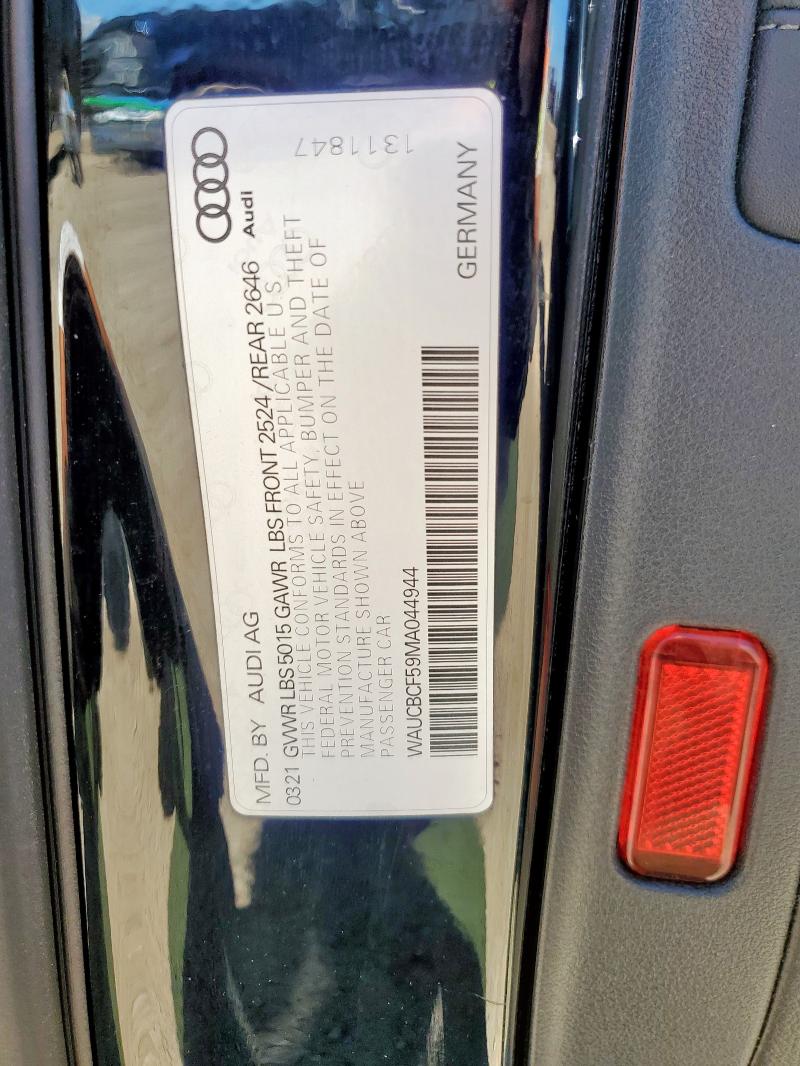 MFD. BY AUDI AG
Audi
0321 GVWR LBS 5015 GAWR LBS FRONT 2524 /REAR 2646
THIS VEHICLE CONFORMS TO ALL APPLICABLE U.S.
FEDERAL MOTOR VEHICLE SAFETY, BUMPER AND THEFT
PREVENTION STANDARDS IN EFFECT ON THE DATE OF
MANUFACTURE SHOWN ABOVE
PASSENGER CAR
1311847
WAUCBCF59MA044944
GERMANY